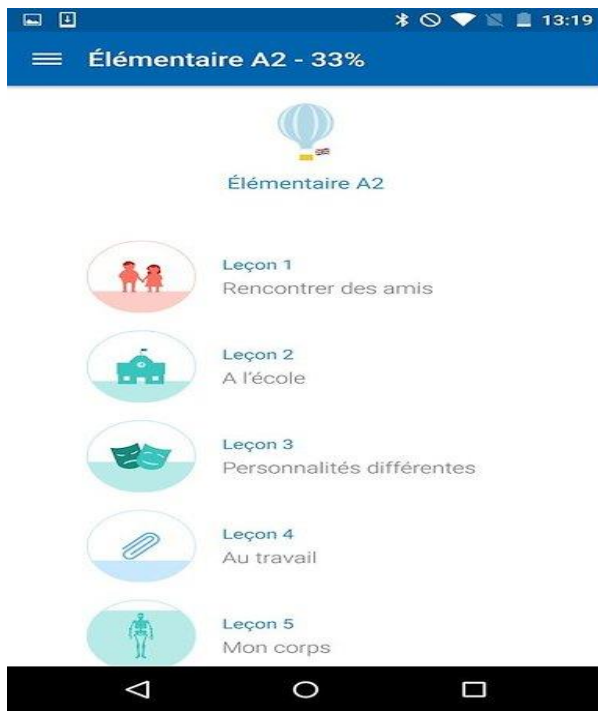 13:19
Élémentaire A2 - 33%
Élémentaire A2
Leçon 1
Rencontrer des amis
Leçon 2
A l'école
Leçon 3
Personnalités différentes
Leçon 4
Au travail
Leçon 5
Mon corps